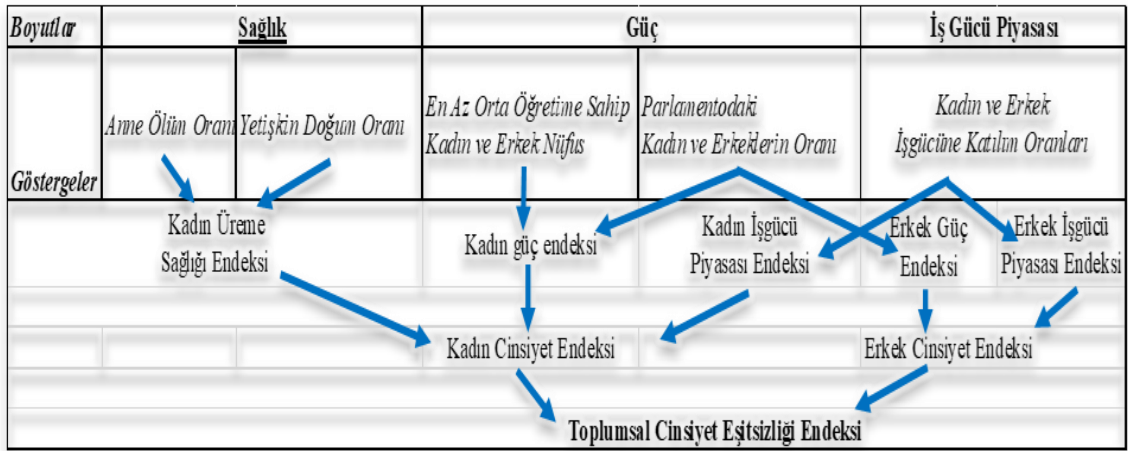 Boyutlar Sağlık Güç İş Gücü Piyasası
Göstergeler
Anne Ölüm Oranı
Yetişkin Doğum Oranı
En Az Orta Öğretime Sahip
Kadın ve Erkek Nüfus
Parlamentodaki
Kadın ve Erkeklerin Oranı
Kadın ve Erkek
İşgücüne Katılım Oranları
Kadın Üreme
Sağlığı Endeksi
Kadın güç endeksi
Kadın İşgücü
Piyasası Endeksi
Erkek Güç
Endeksi
Erkek İşgücü
Piyasası Endeksi
Kadın Cinsiyet Endeksi
Erkek Cinsiyet Endeksi
Toplumsal Cinsiyet Eşitsizliği Endeksi